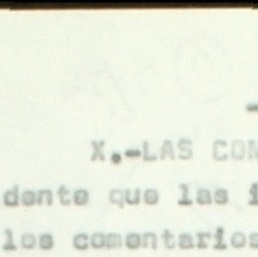 X.-LAS CON
dente que las i
los comentarios